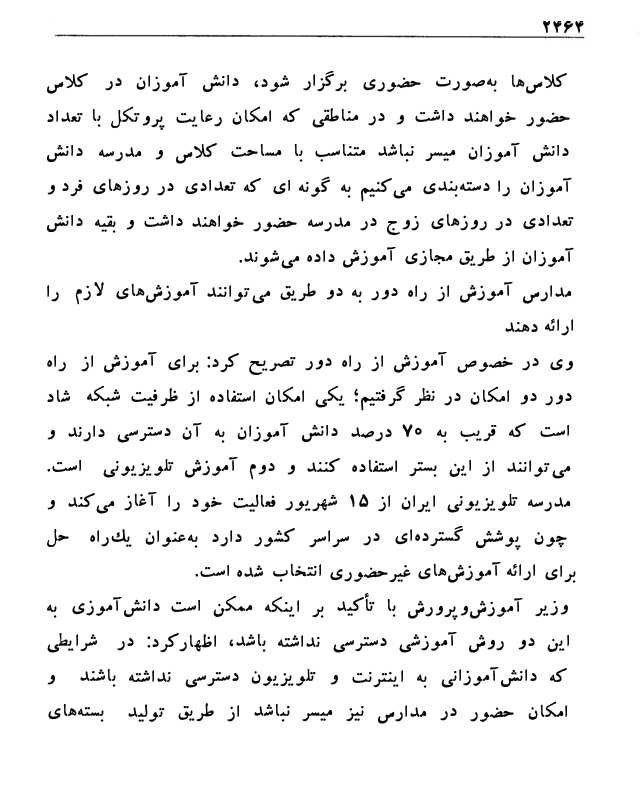 ۲۴۶۴
کلاس‌ها به‌صورت حضوری برگزار شود، دانش آموزان در کلاس
حضور خواهند داشت و در مناطقی که امکان رعایت پروتکل با تعداد
دانش آموزان میسر نباشد متناسب با مساحت کلاس و مدرسه دانش
آموزان را دسته‌بندی می‌کنیم به گونه ای که تعدادی در روزهای فرد و
تعدادی در روزهای زوج در مدرسه حضور خواهند داشت و بقیه دانش
آموزان از طریق مجازی آموزش داده می‌شوند.
مدارس آموزش از راه دور به دو طریق می‌توانند آموزش‌های لازم را
ارائه دهند
وی در خصوص آموزش از راه دور تصریح کرد: برای آموزش از راه
دور دو امکان در نظر گرفتیم؛ یکی امکان استفاده از ظرفیت شبکه شاد
است که قریب به ۷۰ درصد دانش آموزان به آن دسترسی دارند و
می‌توانند از این بستر استفاده کنند و دوم آموزش تلویزیونی است.
مدرسه تلویزیونی ایران از ۱۵ شهریور فعالیت خود را آغاز می‌کند و
چون پوشش گسترده‌ای در سراسر کشور دارد به‌عنوان یك‌راه حل
برای ارائه آموزش‌های غیرحضوری انتخاب شده است.
وزیر آموزش‌وپرورش با تأکید بر اینکه ممکن است دانش‌آموزی به
این دو روش آموزشی دسترسی نداشته باشد، اظهارکرد: در شرایطی
که دانش‌آموزانی به اینترنت و تلویزیون دسترسی نداشته باشند و
امکان حضور در مدارس نیز میسر نباشد از طریق تولید بسته‌های